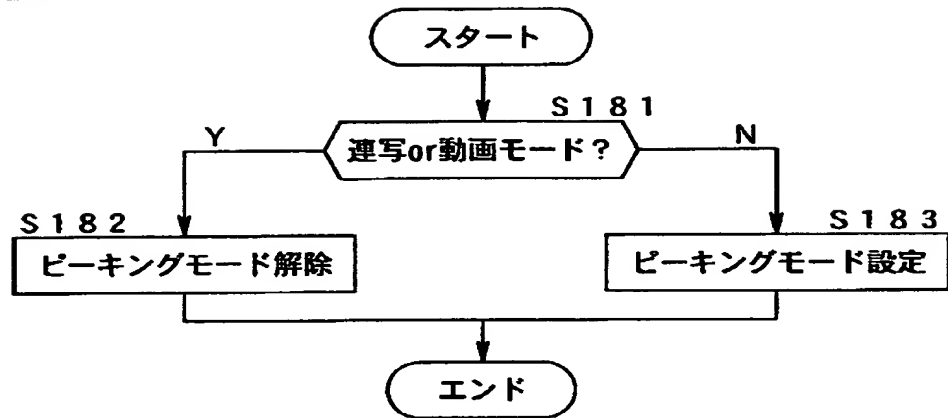 スタート
S181
連写or動画モード？
Y
N
S182
ピーキングモード解除
S183
ピーキングモード設定
エンド